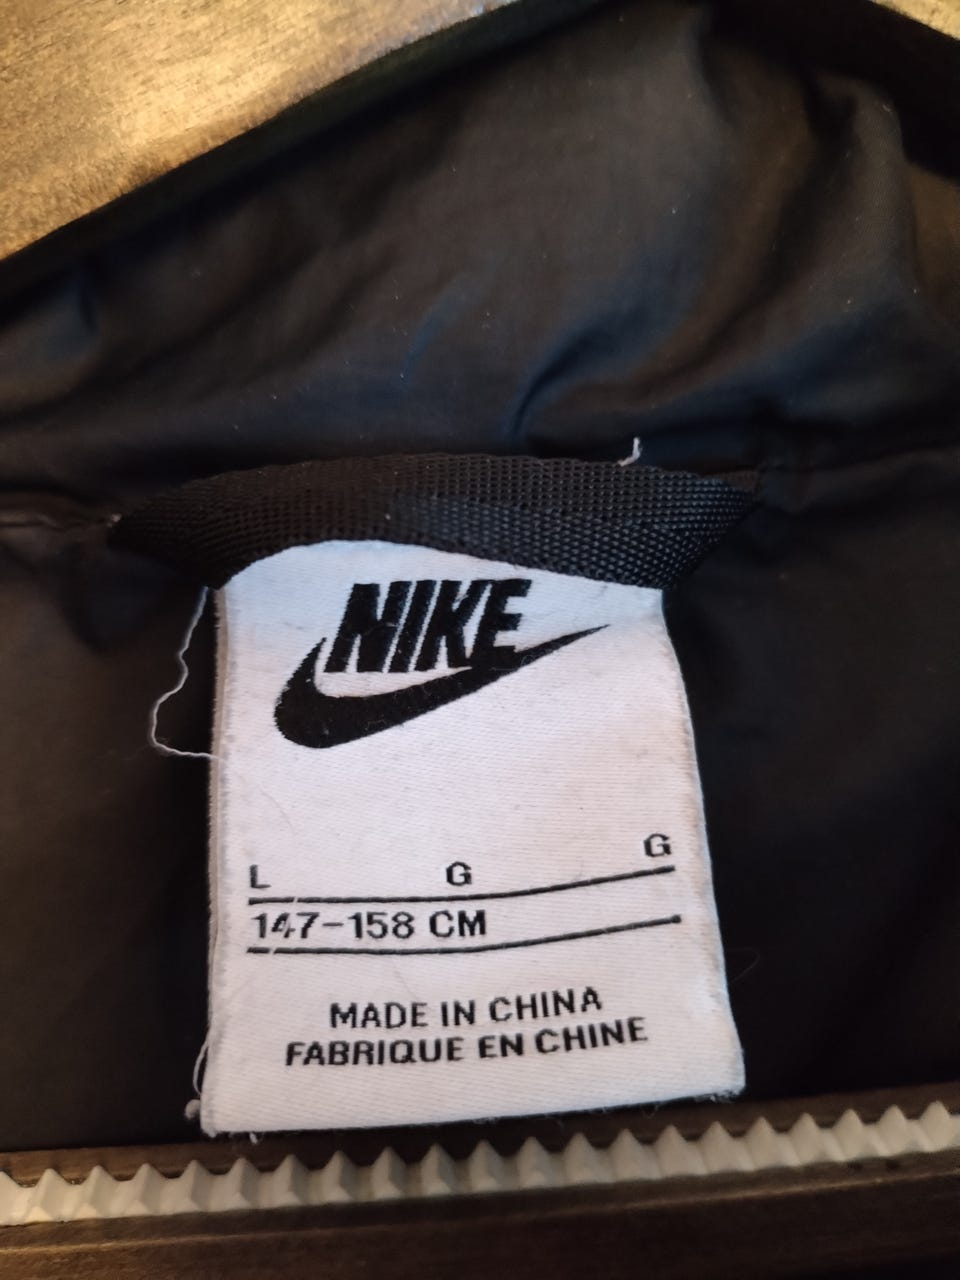 NIKE
L G G
147-158 CM
MADE IN CHINA
FABRIQUE EN CHINE